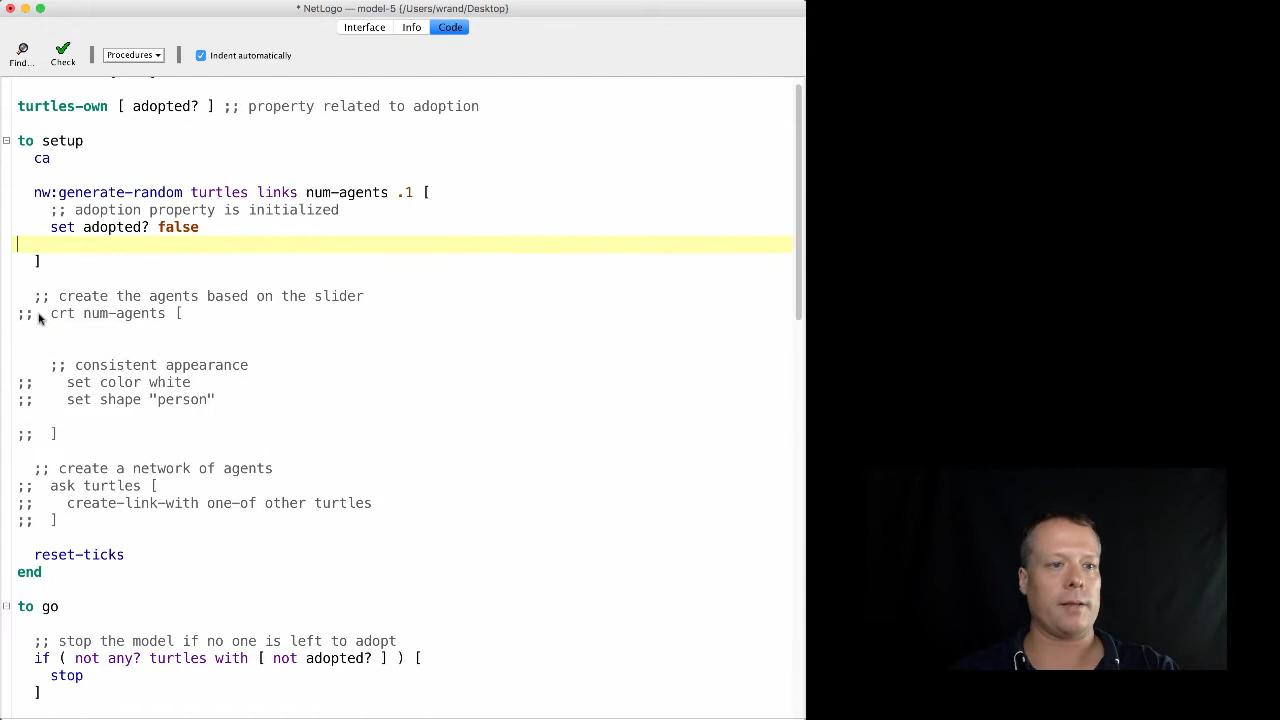 * NetLogo — model-5 {/Users/wrand/Desktop}
Interface Info Code
Find... Check Procedures Indent automatically
turtles-own [ adopted? ] ;; property related to adoption
to setup
ca
nw:generate-random turtles links num-agents .1 [
;; adoption property is initialized
set adopted? false
]
;; create the agents based on the slider
;; crt num-agents [
;; consistent appearance
;; set color white
;; set shape "person"
;; ]
;; create a network of agents
;; ask turtles [
;; create-link-with one-of other turtles
;; ]
reset-ticks
end
to go
;; stop the model if no one is left to adopt
if ( not any? turtles with [ not adopted? ] ) [
stop
]